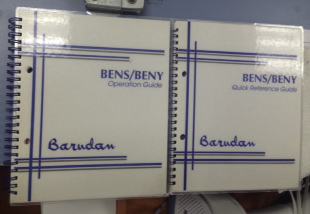 BENS/BENY
Operation Guide
Barudan
BENS/BENY
Quick Reference Guide
Barudan